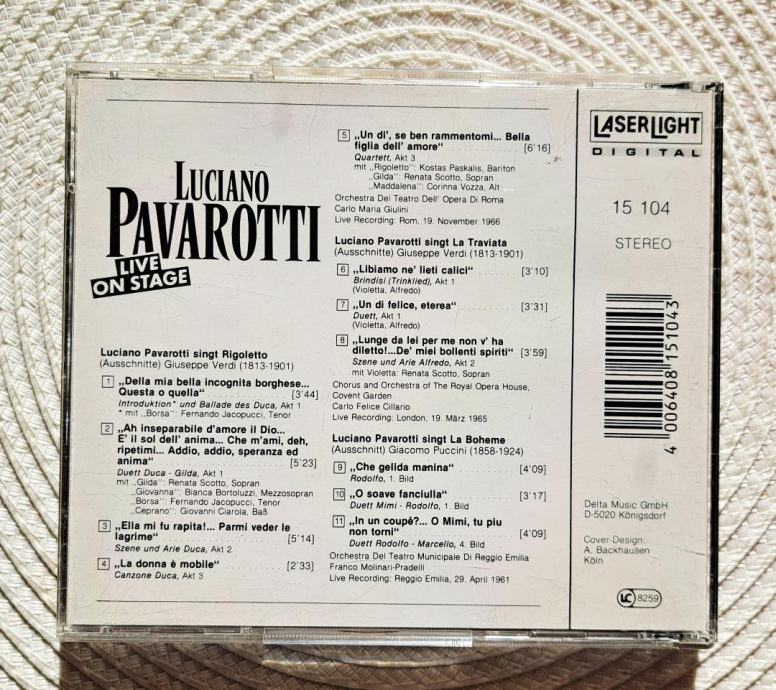 LUCIANO
PAVAROTTI
LIVE
ON STAGE
Luciano Pavarotti singt Rigoletto
(Ausschnitte) Giuseppe Verdi (1813-1901)
1 „Della mia bella incognita borghese...
Questa o quella“ [3'44]
Introduktion* und Ballade des Duca, Akt 1
* mit „Borsa“: Fernando Jacopucci, Tenor
2 „Ah inseparabile d'amore il Dio...
E' il sol dell' anima... Che m'ami, deh,
ripetimi... Addio, addio, speranza ed
anima“ [5'23]
Duett Duca - Gilda, Akt 1
mit „Gilda“: Renata Scotto, Sopran
„Giovanna“: Bianca Bortoluzzi, Mezzosopran
„Borsa“: Fernando Jacopucci, Tenor
„Ceprano“: Giovanni Ciarola, Baß
3 „Ella mi fu rapita!... Parmi veder le
lagrime“ [5'14]
Szene und Arie Duca, Akt 2
4 „La donna è mobile“ [2'33]
Canzone Duca, Akt 3
5 „Un di', se ben rammentomi... Bella
figlia dell' amore“ [6'16]
Quartett, Akt 3
mit „Rigoletto“: Kostas Paskalis, Bariton
„Gilda“: Renata Scotto, Sopran
„Maddalena“: Corinna Vozza, Alt
Orchestra Del Teatro Dell' Opera Di Roma
Carlo Maria Giulini
Live Recording: Rom, 19. November 1966
Luciano Pavarotti singt La Traviata
(Ausschnitte) Giuseppe Verdi (1813-1901)
6 „Libiamo ne' lieti calici“ [3'10]
Brindisi (Trinklied), Akt 1
(Violetta, Alfredo)
7 „Un di felice, eterea“ [3'31]
Duett, Akt 1
(Violetta, Alfredo)
8 „Lunge da lei per me non v' ha
diletto!...De' miei bollenti spiriti“ [3'59]
Szene und Arie Alfredo, Akt 2
mit Violetta: Renata Scotto, Sopran
Chorus and Orchestra of The Royal Opera House,
Covent Garden
Carlo Felice Cillario
Live Recording: London, 19. März 1965
Luciano Pavarotti singt La Boheme
(Ausschnitt) Giacomo Puccini (1858-1924)
9 „Che gelida manina“ [4'09]
Rodolfo, 1. Bild
10 „O soave fanciulla“ [3'17]
Duett Mimi - Rodolfo, 1. Bild
11 „In un coupé?... O Mimi, tu piu
non torni“ [4'09]
Duett Rodolfo - Marcello, 4. Bild
Orchestra Del Teatro Municipale Di Reggio Emilia
Franco Molinari-Pradelli
Live Recording: Reggio Emilia, 29. April 1961
LASERLIGHT
DIGITAL
15 104
STEREO
4 006408 151043
Delta Music GmbH
D-5020 Königsdorf
Cover-Design:
A. Backhausen
Köln
LC 8259